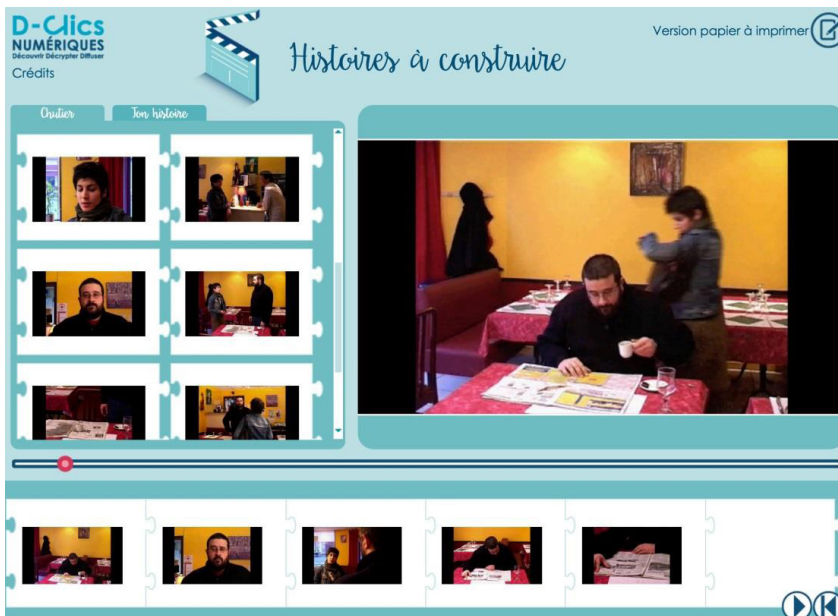 D-Clics
NUMÉRIQUES
Découvrir Décrypter Diffuser
Crédits
Histoires à construire
Version papier à imprimer
Chutier
Ton histoire